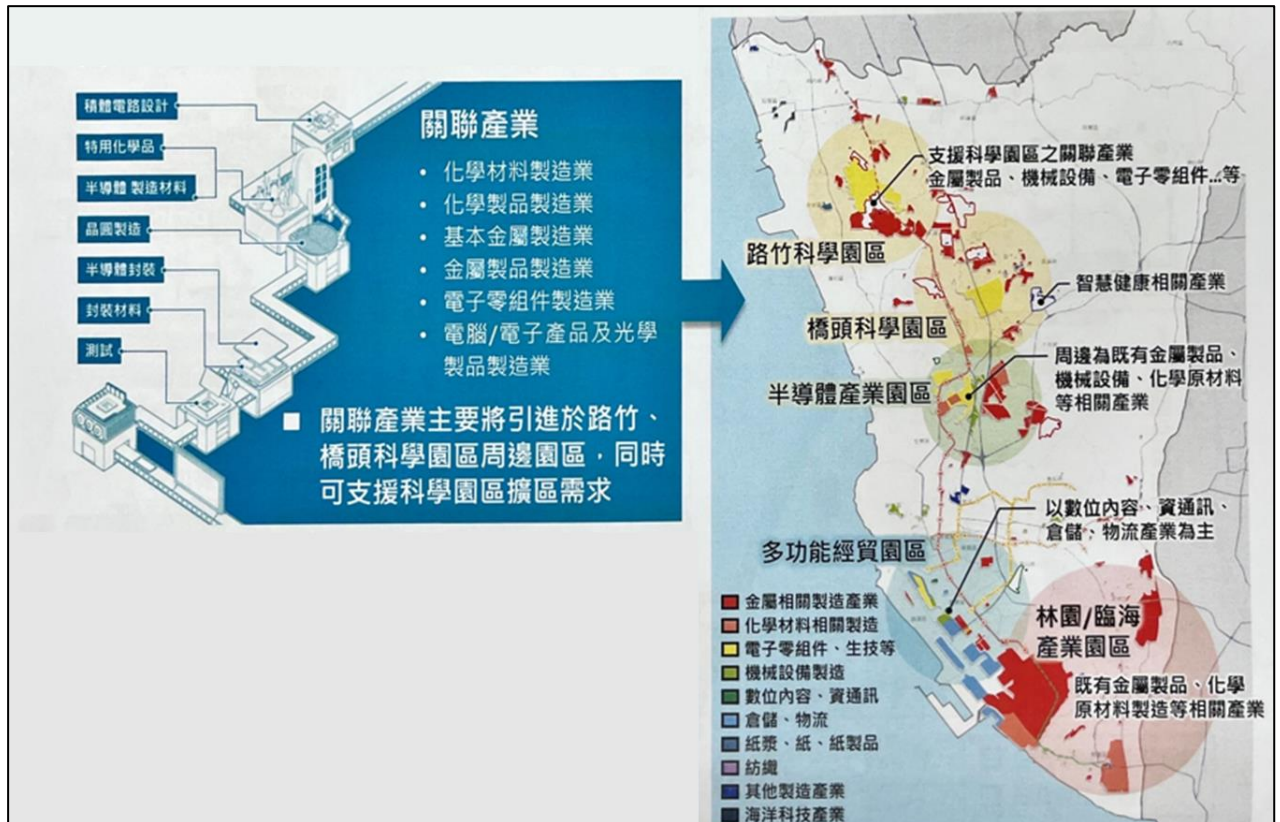 積體電路設計
特用化學品
半導體 製造材料
晶圓製造
半導體封裝
封裝材料
測試
關聯產業
• 化學材料製造業
• 化學製品製造業
• 基本金屬製造業
• 金屬製品製造業
• 電子零組件製造業
• 電腦/電子產品及光學
製品製造業
■ 關聯產業主要將引進於路竹、
橋頭科學園區周邊園區，同時
可支援科學園區擴區需求
支援科學園區之關聯產業
金屬製品、機械設備、電子零組件...等
路竹科學園區
智慧健康相關產業
橋頭科學園區
周邊為既有金屬製品、
機械設備、化學原材料
等相關產業
半導體產業園區
以數位內容、資通訊、
倉儲、物流產業為主
多功能經貿園區
林園/臨海
產業園區
既有金屬製品、化學
原材料製造等相關產業
金屬相關製造產業
化學材料相關製造
電子零組件、生技等
機械設備製造
數位內容、資通訊
倉儲、物流
紙漿、紙、紙製品
紡織
其他製造產業
海洋科技產業